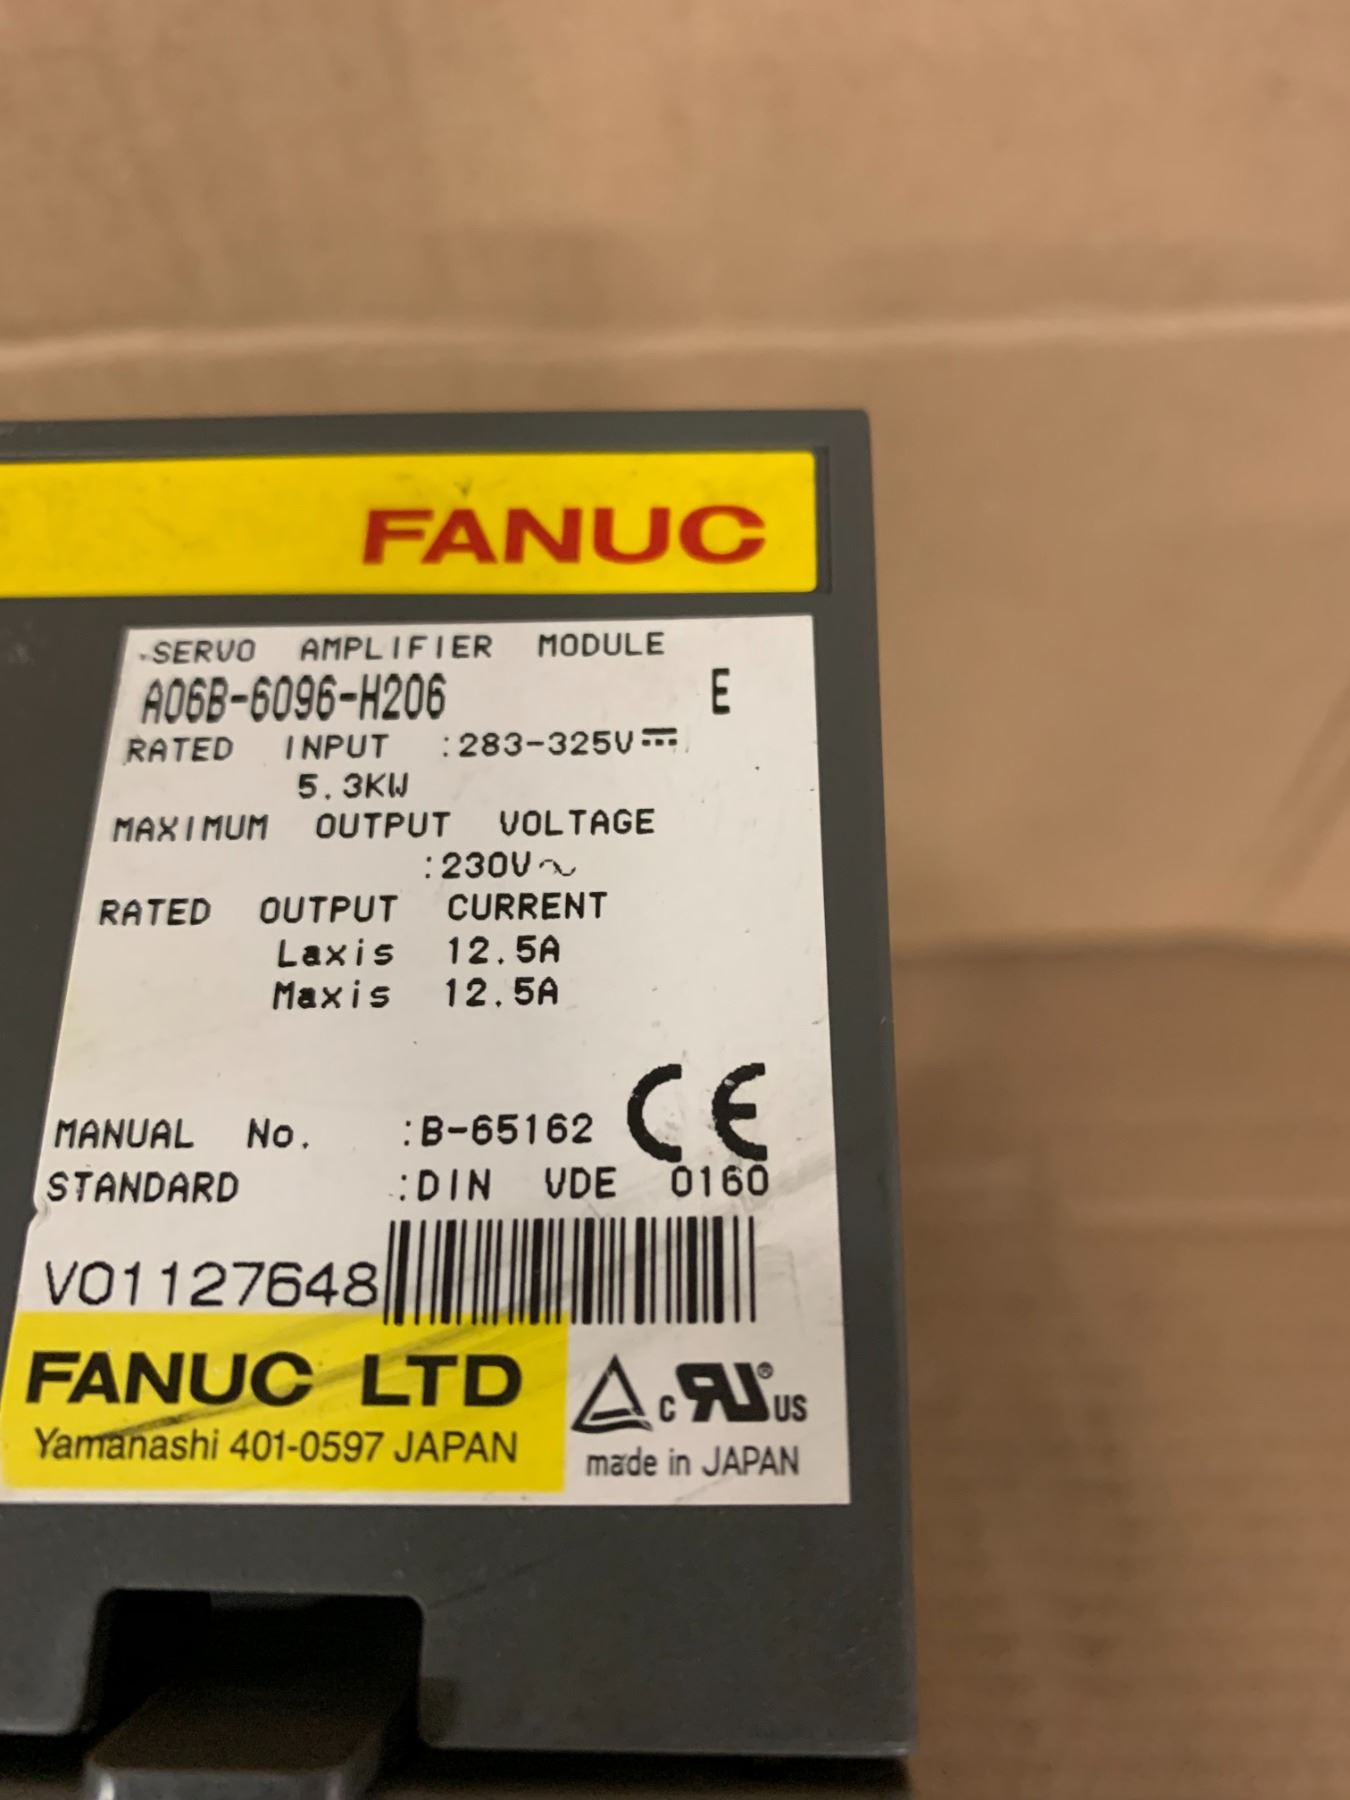 FANUC
SERVO AMPLIFIER MODULE
A06B-6096-H206 E
RATED INPUT :283-325V⎓
5.3KW
MAXIMUM OUTPUT VOLTAGE
:230V～
RATED OUTPUT CURRENT
Laxis 12.5A
Maxis 12.5A
MANUAL No. :B-65162 CE
STANDARD :DIN VDE 0160
V01127648
FANUC LTD
Yamanashi 401-0597 JAPAN
c RU® US
made in JAPAN